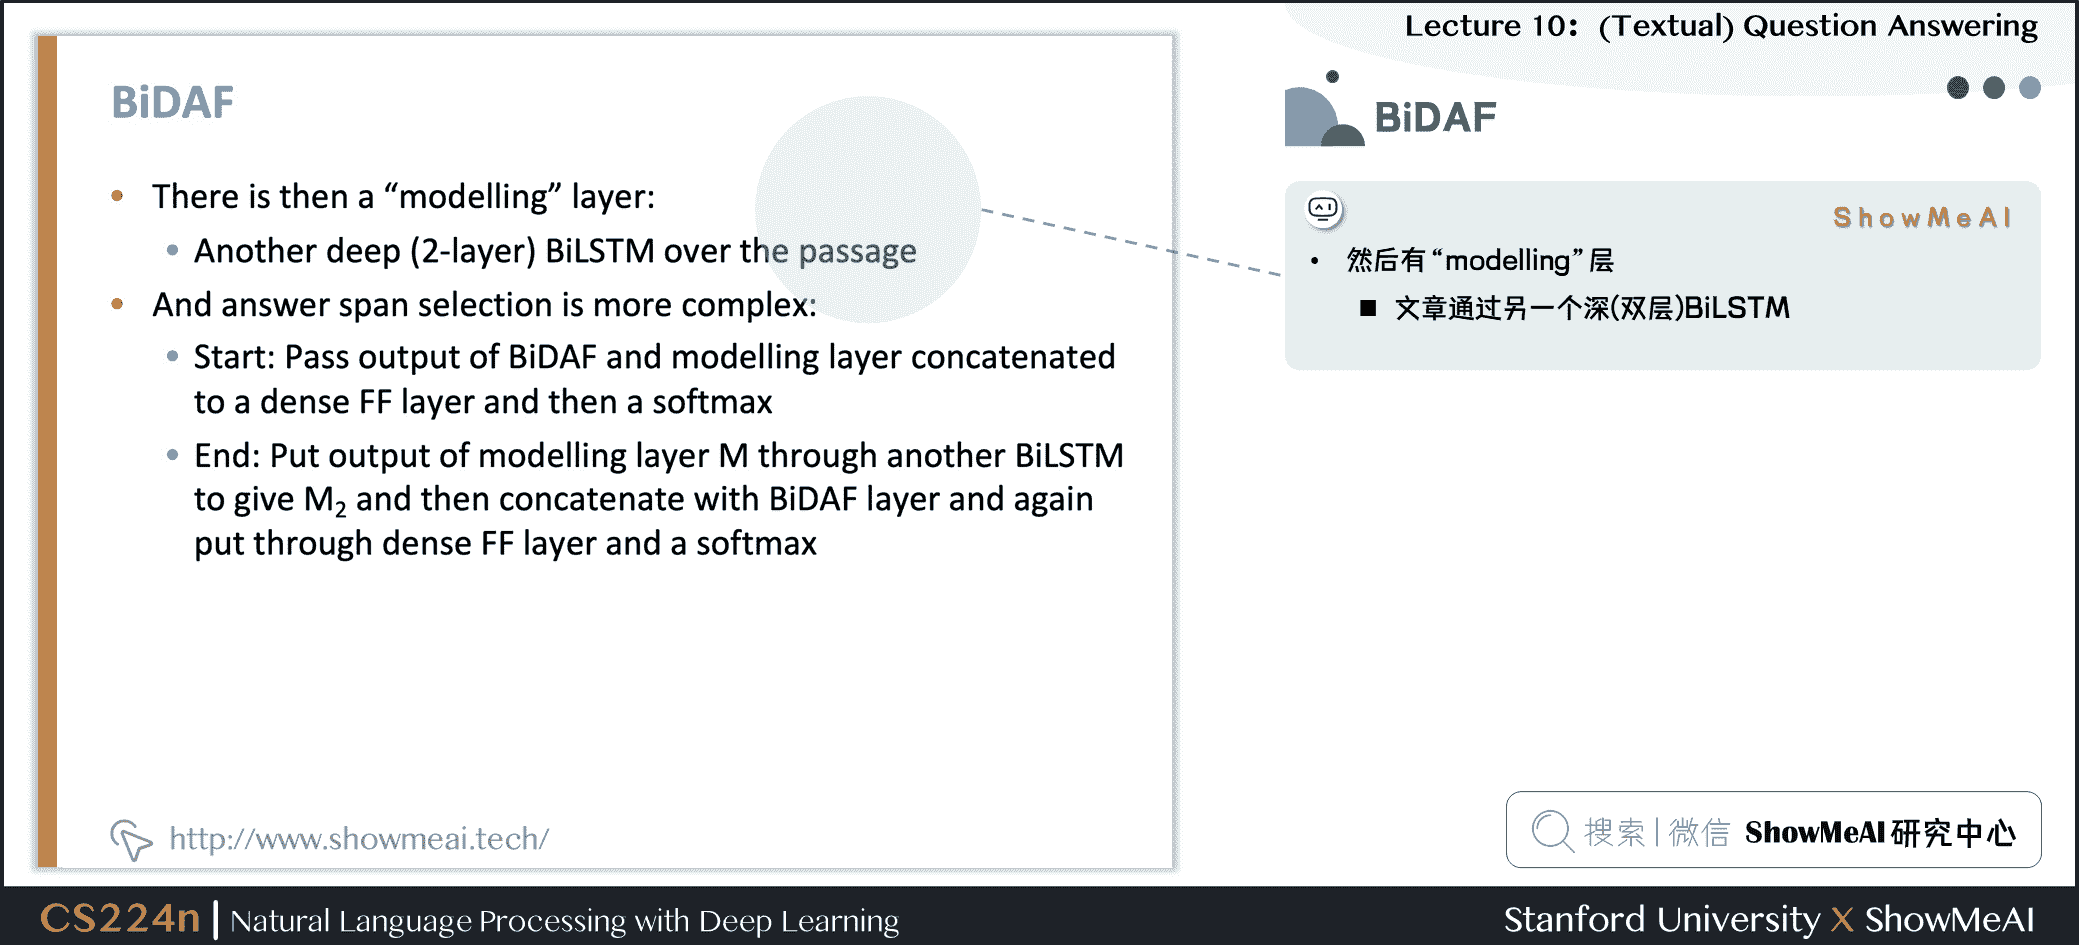 Lecture 10：(Textual) Question Answering
BiDAF
There is then a “modelling” layer:
Another deep (2-layer) BiLSTM over the passage
And answer span selection is more complex:
Start: Pass output of BiDAF and modelling layer concatenated
to a dense FF layer and then a softmax
End: Put output of modelling layer M through another BiLSTM
to give M₂ and then concatenate with BiDAF layer and again
put through dense FF layer and a softmax
http://www.showmeai.tech/
BiDAF
ShowMeAI
然后有“modelling”层
文章通过另一个深(双层)BiLSTM
搜索|微信 ShowMeAI研究中心
CS224n | Natural Language Processing with Deep Learning
Stanford University X ShowMeAI